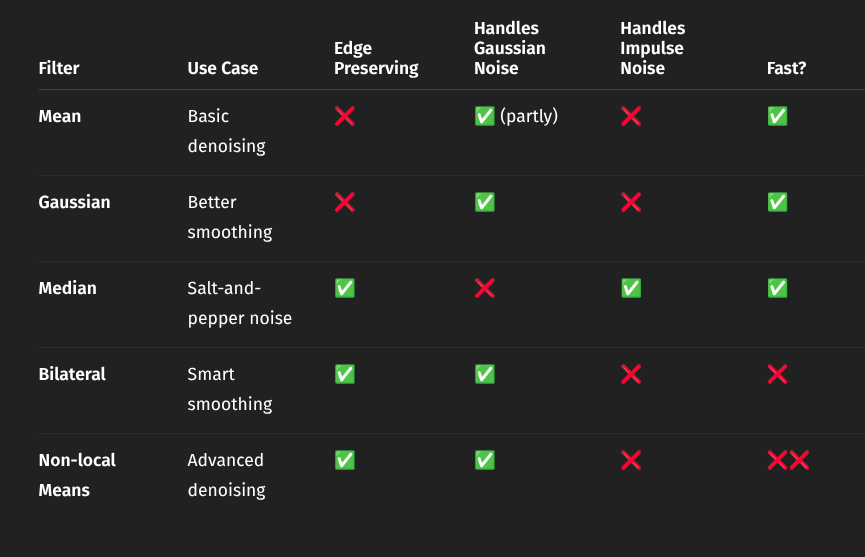 Filter Use Case Edge Preserving Handles Gaussian Noise Handles Impulse Noise Fast?
Mean Basic denoising ❌ ✅ (partly) ❌ ✅
Gaussian Better smoothing ❌ ✅ ❌ ✅
Median Salt-and-pepper noise ✅ ❌ ✅ ✅
Bilateral Smart smoothing ✅ ✅ ❌ ❌
Non-local Means Advanced denoising ✅ ✅ ❌ ❌❌